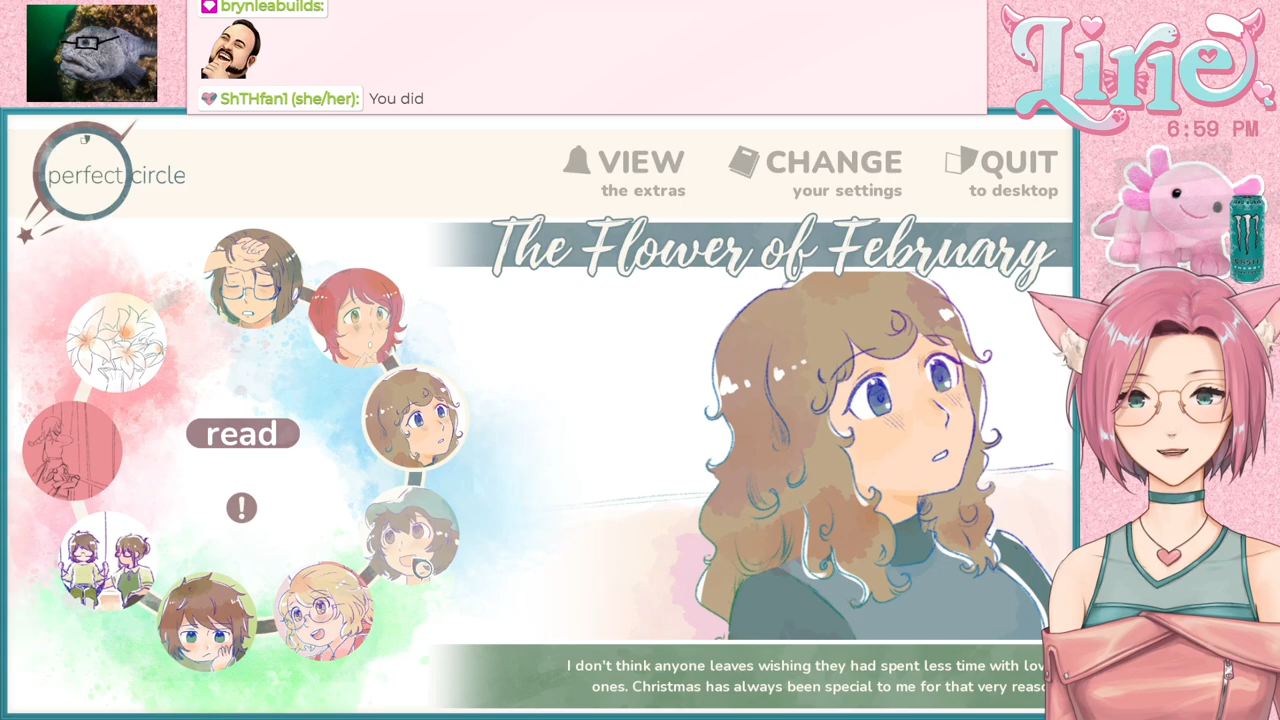 brynleabuilds:
ShTHfan1 (she/her): You did
Lirie
6:59 PM
perfect circle
VIEW
the extras
CHANGE
your settings
QUIT
to desktop
The Flower of February
read
!
I don't think anyone leaves wishing they had spent less time with lov
ones. Christmas has always been special to me for that very reaso